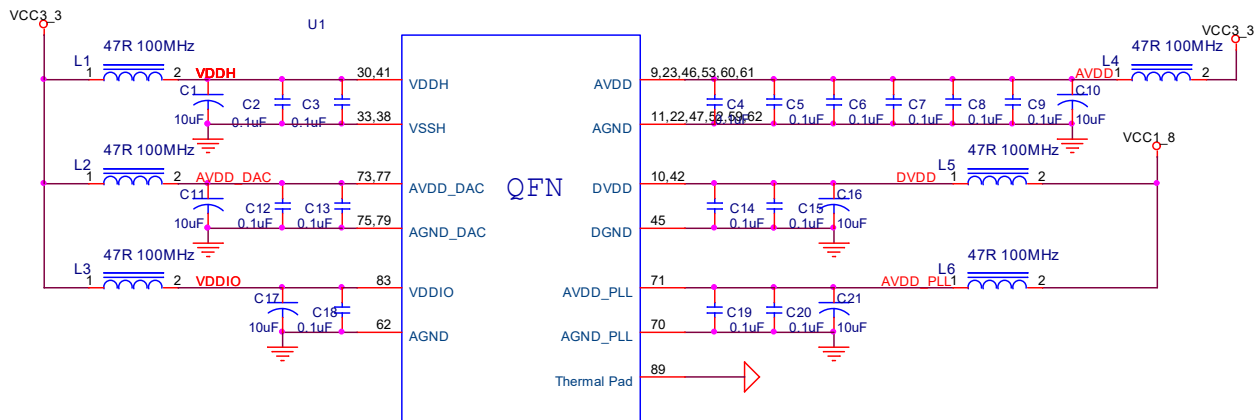 VCC3_3
U1
VCC3_3
L1
47R 100MHz
1
2
VDDH
30,41
VDDH
C1
10uF
C2
0.1uF
C3
0.1uF
33,38
VSSH
L2
47R 100MHz
1
2
AVDD_DAC
73,77
AVDD_DAC
C11
10uF
C12
0.1uF
C13
0.1uF
75,79
AGND_DAC
L3
47R 100MHz
1
2
VDDIO
83
VDDIO
C17
10uF
C18
0.1uF
62
AGND
QFN
AVDD
9,23,46,53,60,61
AVDD
1
L4
47R 100MHz
2
AGND
11,22,47,52,59,62
C4
0.1uF
C5
0.1uF
C6
0.1uF
C7
0.1uF
C8
0.1uF
C9
0.1uF
C10
10uF
VCC1_8
DVDD
10,42
DVDD
1
L5
47R 100MHz
2
DGND
45
C14
0.1uF
C15
0.1uF
C16
10uF
AVDD_PLL
71
AVDD_PLL
1
L6
47R 100MHz
2
AGND_PLL
70
C19
0.1uF
C20
0.1uF
C21
10uF
Thermal Pad
89